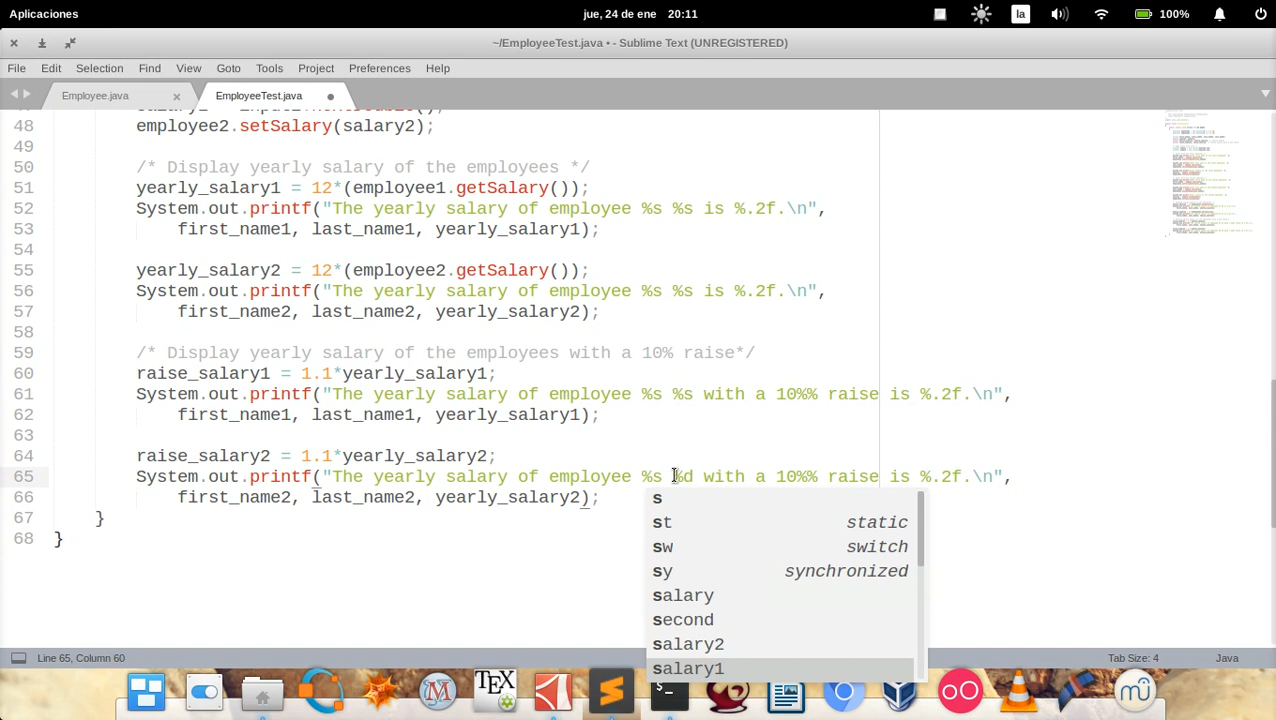 Aplicaciones
jue, 24 de ene 20:11
la
100%
~/EmployeeTest.java • - Sublime Text (UNREGISTERED)
File Edit Selection Find View Goto Tools Project Preferences Help
Employee.java × EmployeeTest.java
48 employee2.setSalary(salary2);
49
50 /* Display yearly salary of the employees */
51 yearly_salary1 = 12*(employee1.getSalary());
52 System.out.printf("The yearly salary of employee %s %s is %.2f.\n",
53 first_name1, last_name1, yearly_salary1);
54
55 yearly_salary2 = 12*(employee2.getSalary());
56 System.out.printf("The yearly salary of employee %s %s is %.2f.\n",
57 first_name2, last_name2, yearly_salary2);
58
59 /* Display yearly salary of the employees with a 10% raise*/
60 raise_salary1 = 1.1*yearly_salary1;
61 System.out.printf("The yearly salary of employee %s %s with a 10%% raise is %.2f.\n",
62 first_name1, last_name1, yearly_salary1);
63
64 raise_salary2 = 1.1*yearly_salary2;
65 System.out.printf("The yearly salary of employee %s %d with a 10%% raise is %.2f.\n",
66 first_name2, last_name2, yearly_salary2);
67 }
68 }
s
st static
sw switch
sy synchronized
salary
second
salary2
salary1
Line 65, Column 60
Tab Size: 4
Java
TEX